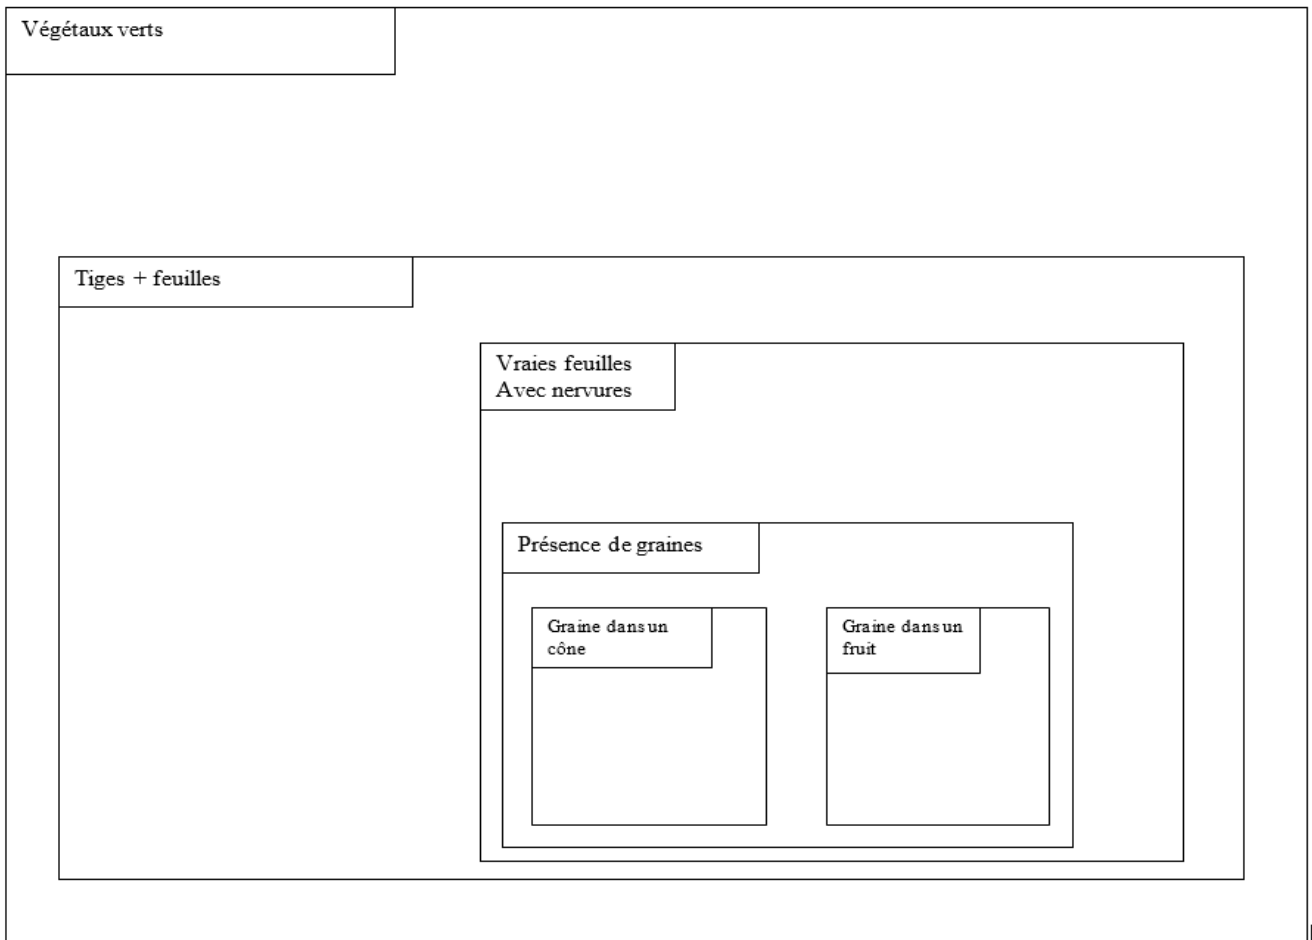 Végétaux verts
Tiges + feuilles
Vraies feuilles
Avec nervures
Présence de graines
Graine dans un
cône
Graine dans un
fruit